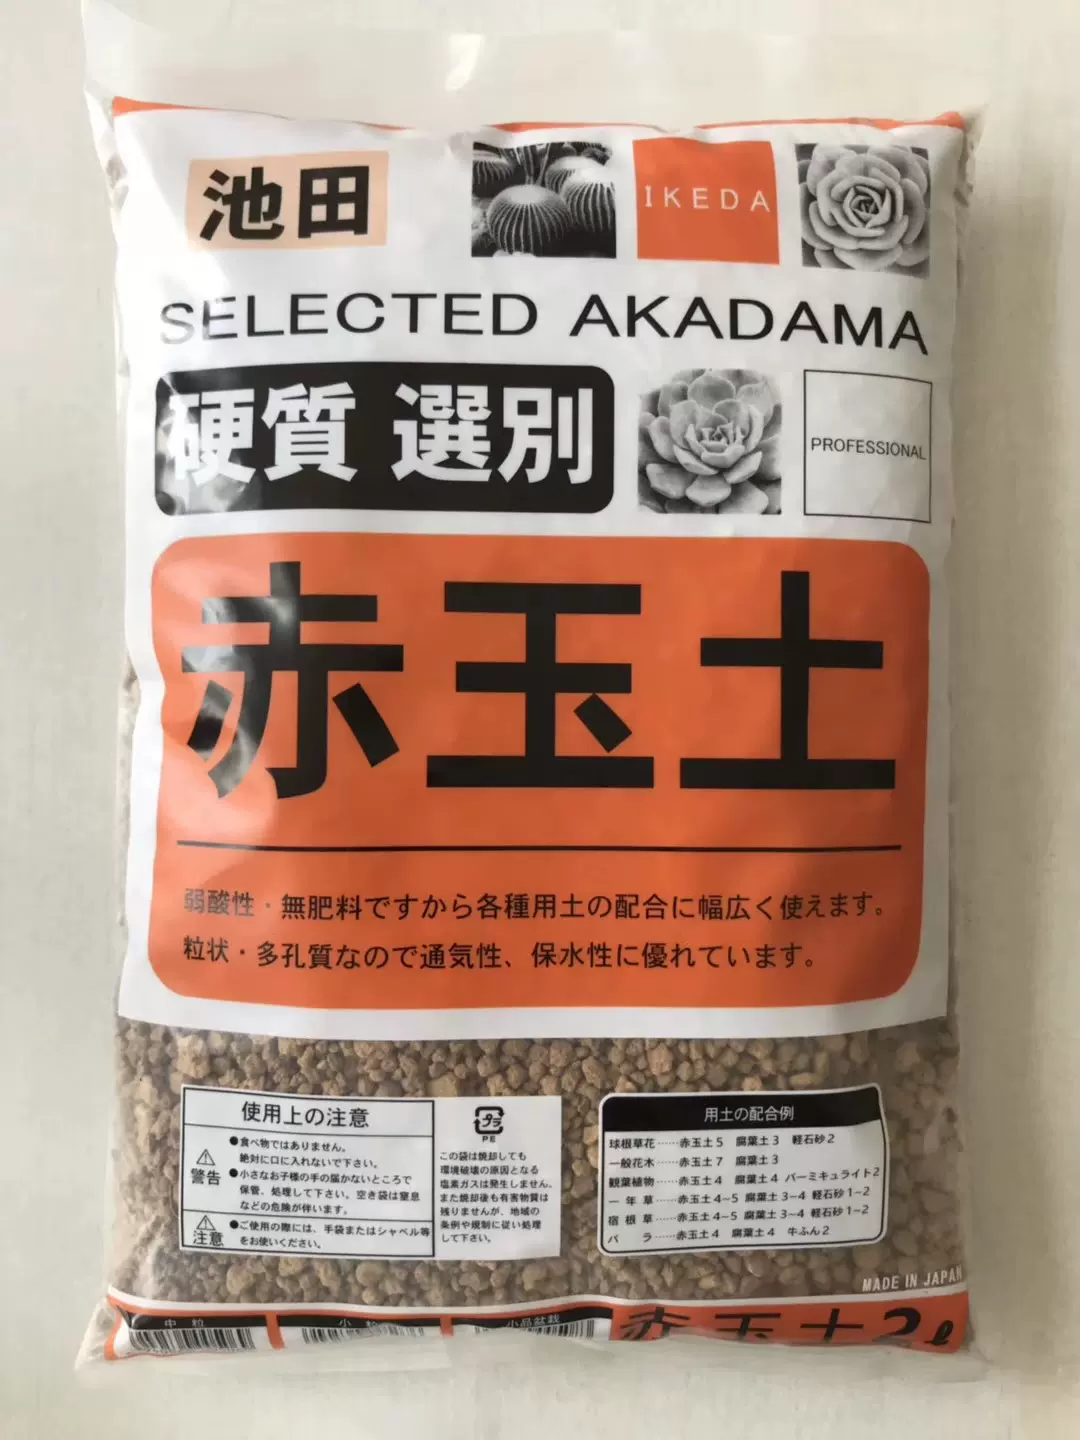 池田
IKEDA
SELECTED AKADAMA
硬質 選別
PROFESSIONAL
赤玉土
弱酸性・無肥料ですから各種用土の配合に幅広く使えます。
粒状・多孔質なので通気性、保水性に優れています。
使用上の注意
警告
●食べ物ではありません。
絶対に口に入れないで下さい。
●小さなお子様の手の届かないところで
保管、処理して下さい。空き袋は窒息
などの危険が伴います。
注意
●ご使用の際には、手袋またはシャベル等
をお使いください。
プラ
PE
この袋は焼却しても
環境破壊の原因となる
塩素ガスは発生しません。
また焼却後も有害物質は
残りませんが、地域の
条例や規制に従い処理
して下さい。
用土の配合例
球根草花……赤玉土5 腐葉土3 軽石砂2
一般花木……赤玉土7 腐葉土3
観葉植物……赤玉土4 腐葉土4 バーミキュライト2
一年草……赤玉土4~5 腐葉土3~4 軽石砂1~2
宿根草……赤玉土4~5 腐葉土3~4 軽石砂1~2
バラ……赤玉土4 腐葉土4 牛ふん2
MADE IN JAPAN
中粒
小粒
小品盆栽
赤玉土2ℓ